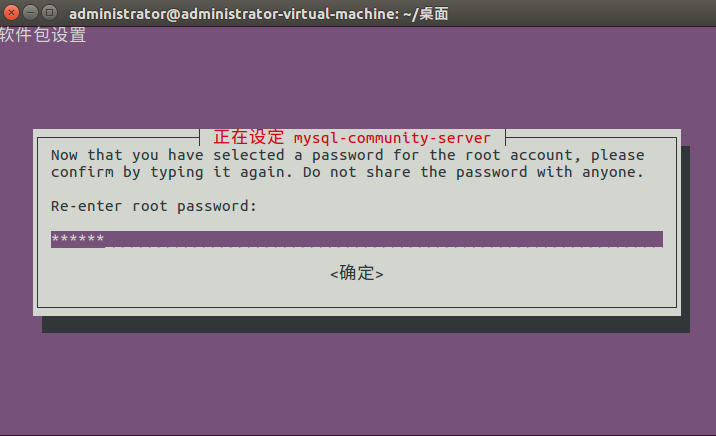 administrator@administrator-virtual-machine: ~/桌面
软件包设置
正在设定 mysql-community-server
Now that you have selected a password for the root account, please
confirm by typing it again. Do not share the password with anyone.
Re-enter root password:
******
<确定>